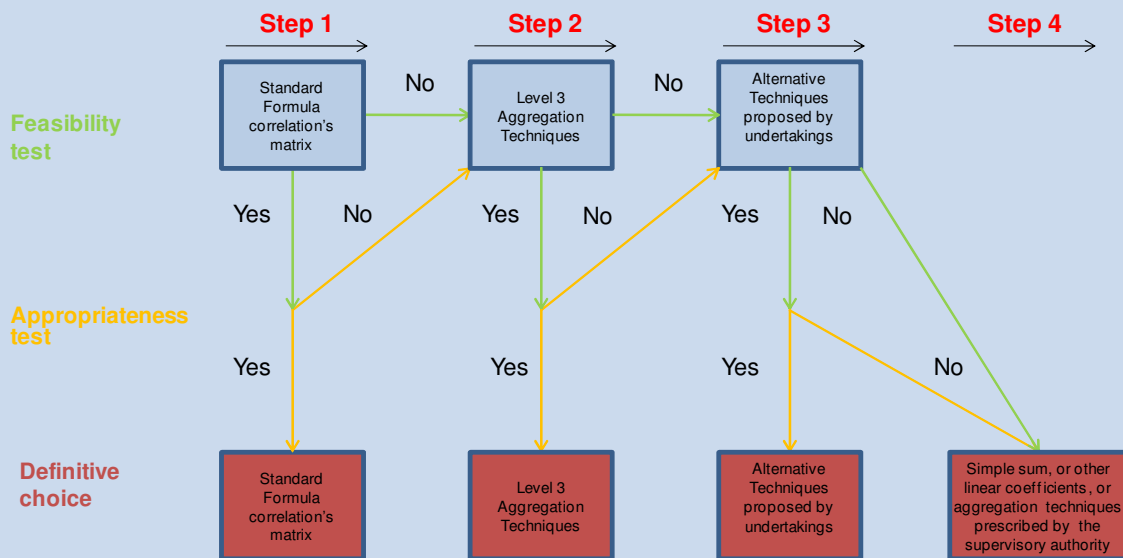 Step 1
Step 2
Step 3
Step 4
Feasibility
test
Standard
Formula
correlation's
matrix
No
Level 3
Aggregation
Techniques
No
Alternative
Techniques
proposed by
undertakings
Yes
No
Yes
No
Yes
No
Appropriateness
test
Yes
Yes
Yes
No
Definitive
choice
Standard
Formula
correlation's
matrix
Level 3
Aggregation
Techniques
Alternative
Techniques
proposed by
undertakings
Simple sum, or other
linear coefficients, or
aggregation techniques
prescribed by the
supervisory authority